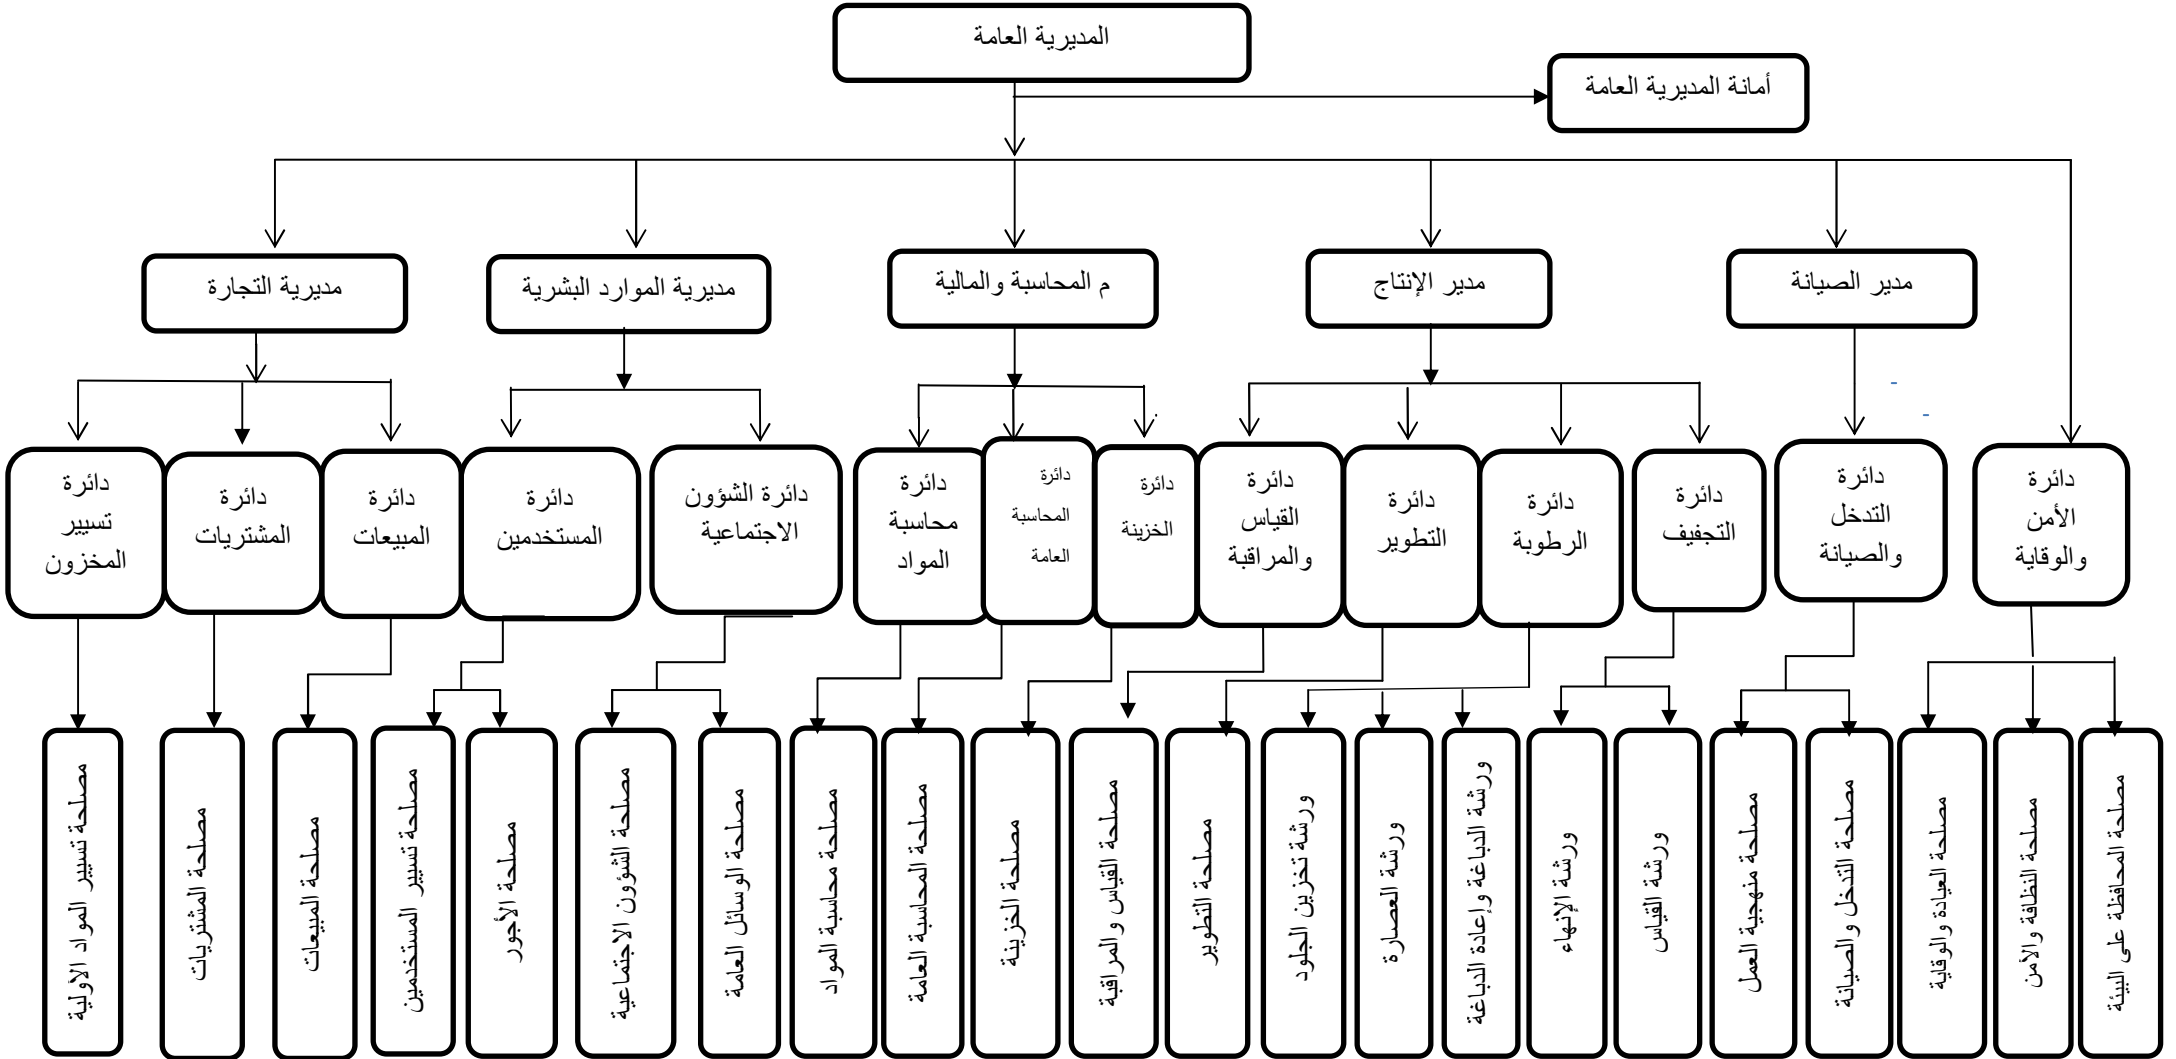 المديرية العامة
أمانة المديرية العامة
مدير الصيانة
مدير الإنتاج
م المحاسبة والمالية
مديرية الموارد البشرية
مديرية التجارة
دائرة
الأمن
والوقاية
دائرة
التدخل
والصيانة
دائرة
التجفيف
دائرة
الرطوبة
دائرة
التطوير
دائرة
القياس
والمراقبة
دائرة
الخزينة
دائرة
المحاسبة
العامة
دائرة
محاسبة
المواد
دائرة الشؤون
الاجتماعية
دائرة
المستخدمين
دائرة
المبيعات
دائرة
المشتريات
دائرة
تسيير
المخزون
مصلحة المحافظة على البيئة
مصلحة النظافة والأمن
مصلحة العيادة والوقاية
مصلحة التدخل والصيانة
مصلحة منهجية العمل
ورشة القياس
ورشة الإنهاء
ورشة الدباغة وإعادة الدباغة
ورشة العصارة
ورشة تخزين الجلود
مصلحة التطوير
مصلحة القياس والمراقبة
مصلحة الخزينة
مصلحة المحاسبة العامة
مصلحة محاسبة المواد
مصلحة الوسائل العامة
مصلحة الشؤون الاجتماعية
مصلحة الأجور
مصلحة تسيير المستخدمين
مصلحة المبيعات
مصلحة المشتريات
مصلحة تسيير المواد الأولية